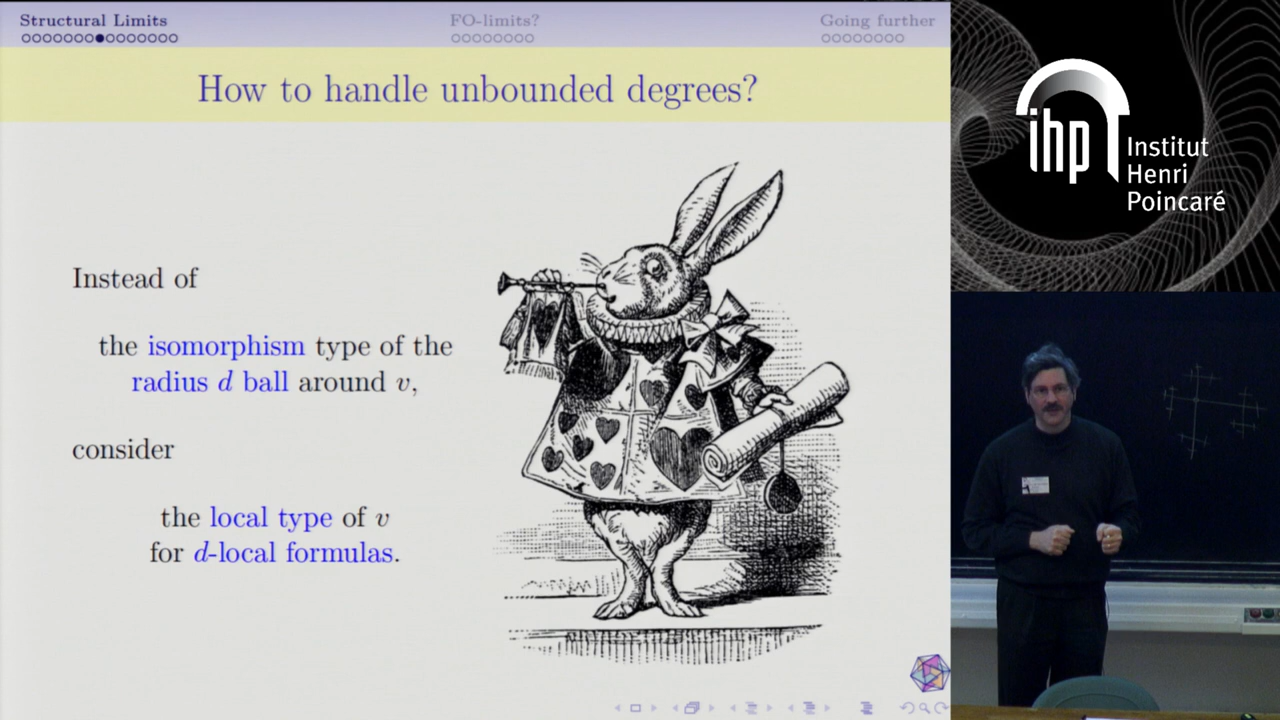 Structural Limits
FO-limits?
Going further
How to handle unbounded degrees?
Instead of
the isomorphism type of the
radius d ball around v,
consider
the local type of v
for d-local formulas.
ihp
Institut
Henri
Poincaré